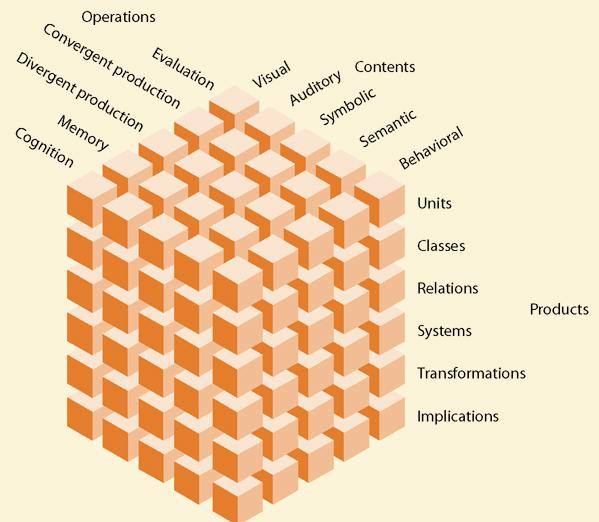 Operations
Convergent production
Evaluation
Visual
Divergent production
Auditory
Contents
Memory
Symbolic
Cognition
Semantic
Behavioral
Units
Classes
Relations
Products
Systems
Transformations
Implications